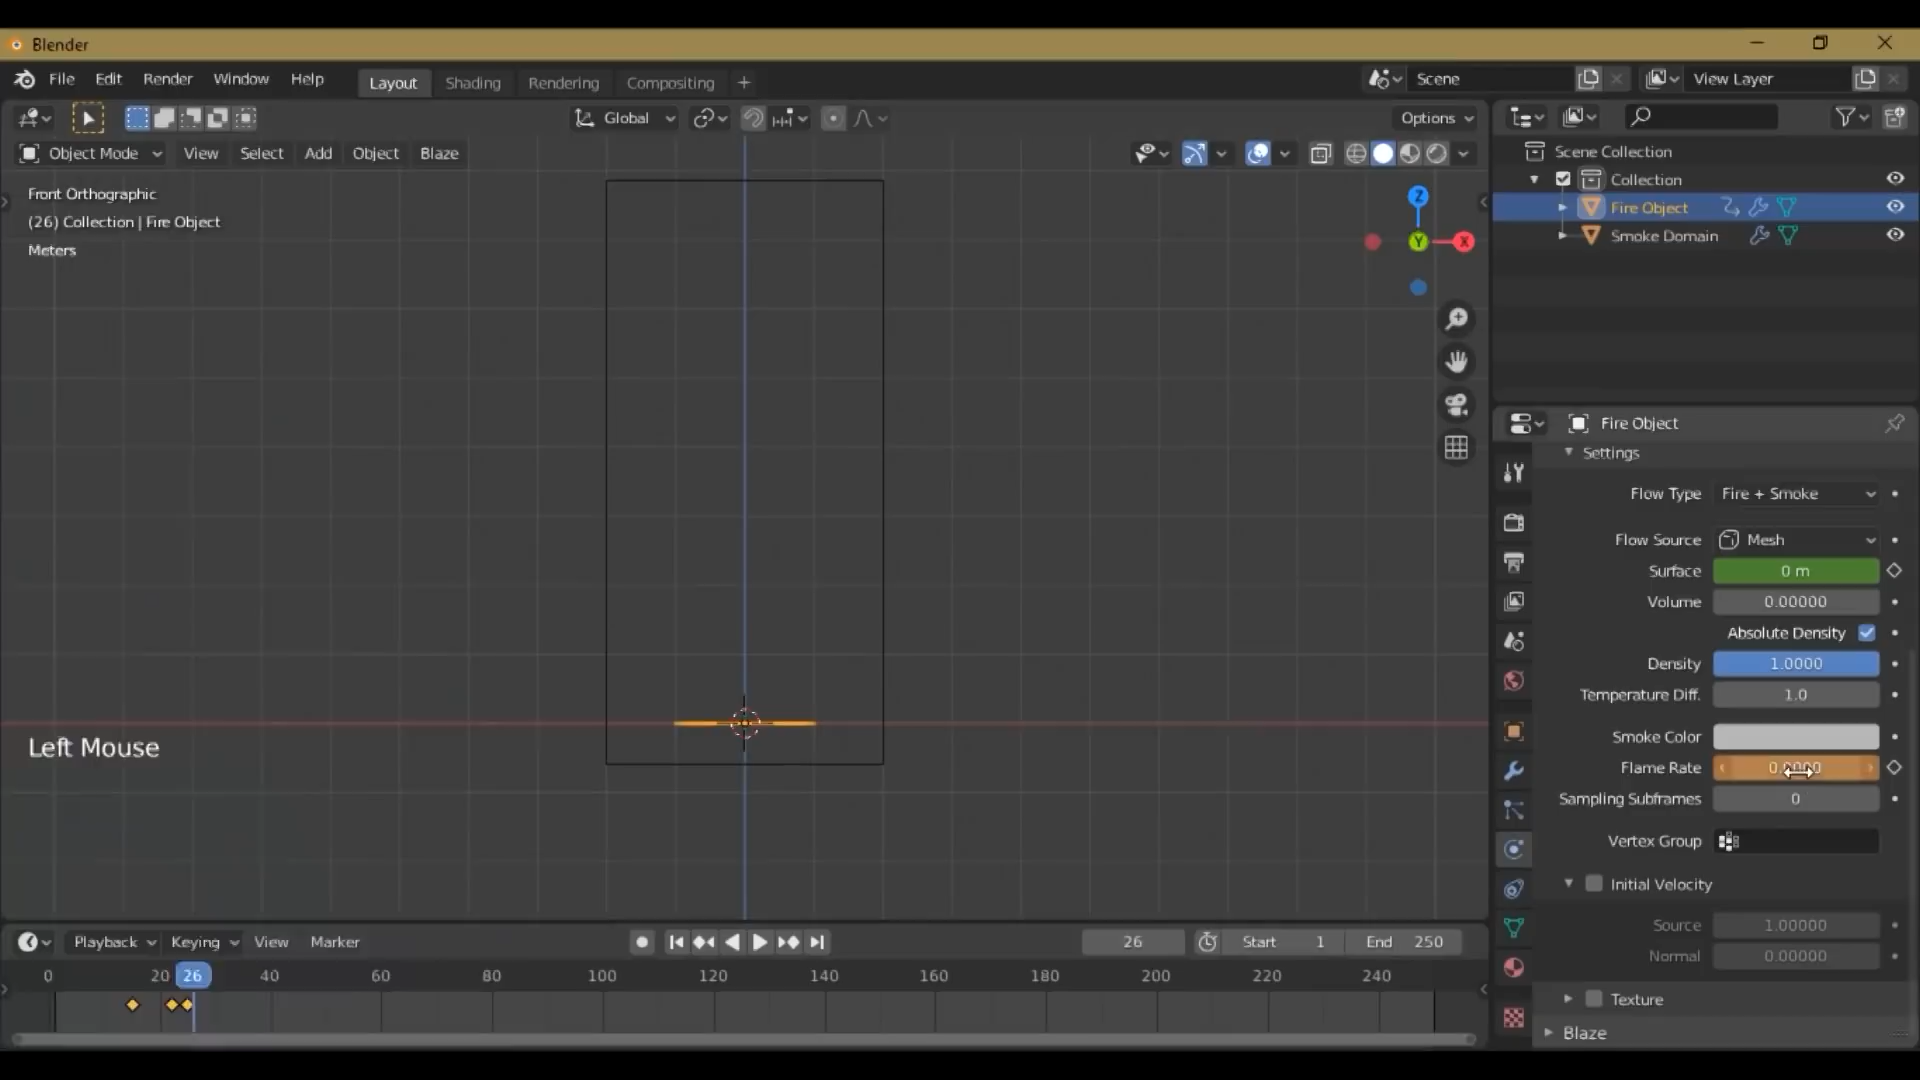 Blender
File Edit Render Window Help Layout Shading Rendering Compositing + Scene View Layer
Global Options
Object Mode View Select Add Object Blaze
Front Orthographic
(26) Collection | Fire Object
Meters
Z
Y X
Left Mouse
Scene Collection
Collection
Fire Object
Smoke Domain
Fire Object
Settings
Flow Type Fire + Smoke
Flow Source Mesh
Surface 0 m
Volume 0.00000
Absolute Density
Density 1.0000
Temperature Diff. 1.0
Smoke Color
Flame Rate 0.0000
Sampling Subframes 0
Vertex Group
Initial Velocity
Source 1.00000
Normal 0.00000
Texture
Blaze
Playback Keying View Marker 26 Start 1 End 250
0 20 26 40 60 80 100 120 140 160 180 200 220 240